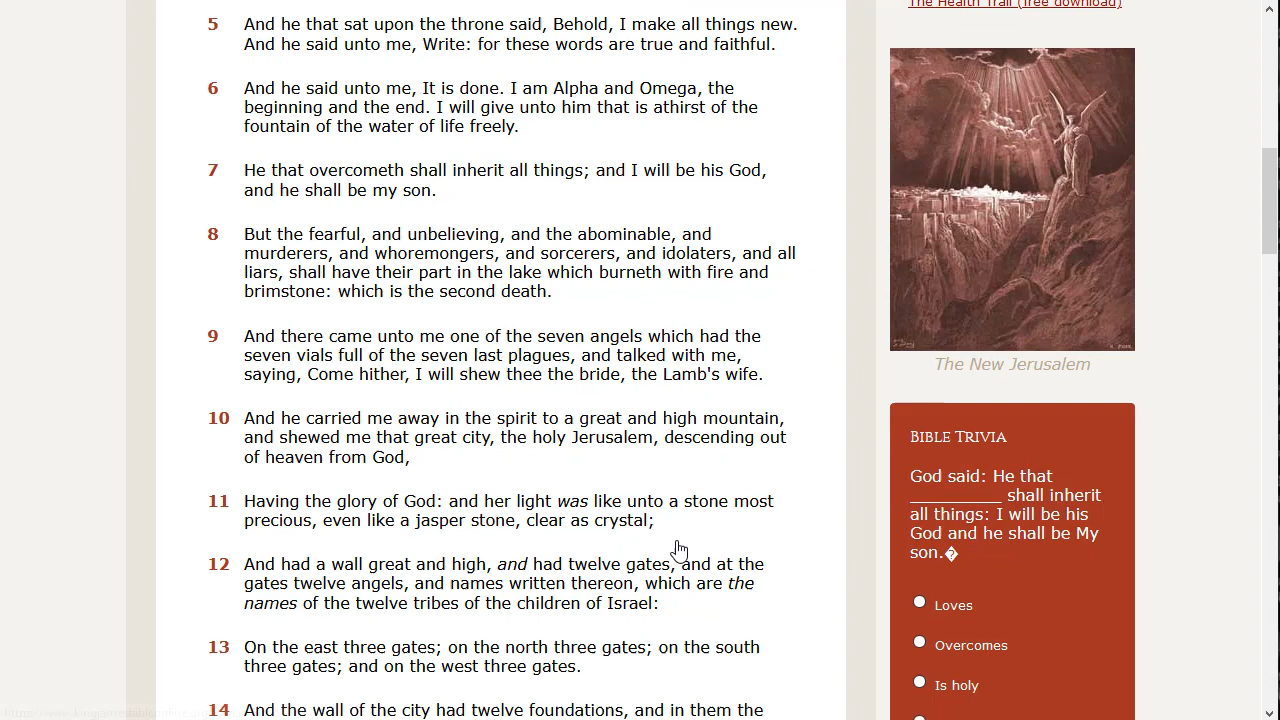 5 And he that sat upon the throne said, Behold, I make all things new.
And he said unto me, Write: for these words are true and faithful.
6 And he said unto me, It is done. I am Alpha and Omega, the
beginning and the end. I will give unto him that is athirst of the
fountain of the water of life freely.
7 He that overcometh shall inherit all things; and I will be his God,
and he shall be my son.
8 But the fearful, and unbelieving, and the abominable, and
murderers, and whoremongers, and sorcerers, and idolaters, and all
liars, shall have their part in the lake which burneth with fire and
brimstone: which is the second death.
9 And there came unto me one of the seven angels which had the
seven vials full of the seven last plagues, and talked with me,
saying, Come hither, I will shew thee the bride, the Lamb's wife.
10 And he carried me away in the spirit to a great and high mountain,
and shewed me that great city, the holy Jerusalem, descending out
of heaven from God,
11 Having the glory of God: and her light was like unto a stone most
precious, even like a jasper stone, clear as crystal;
12 And had a wall great and high, and had twelve gates, and at the
gates twelve angels, and names written thereon, which are the
names of the twelve tribes of the children of Israel:
13 On the east three gates; on the north three gates; on the south
three gates; and on the west three gates.
14 And the wall of the city had twelve foundations, and in them the
The Health Trail (free download)
The New Jerusalem
BIBLE TRIVIA
God said: He that
__________ shall inherit
all things: I will be his
God and he shall be My
son.�
Loves
Overcomes
Is holy